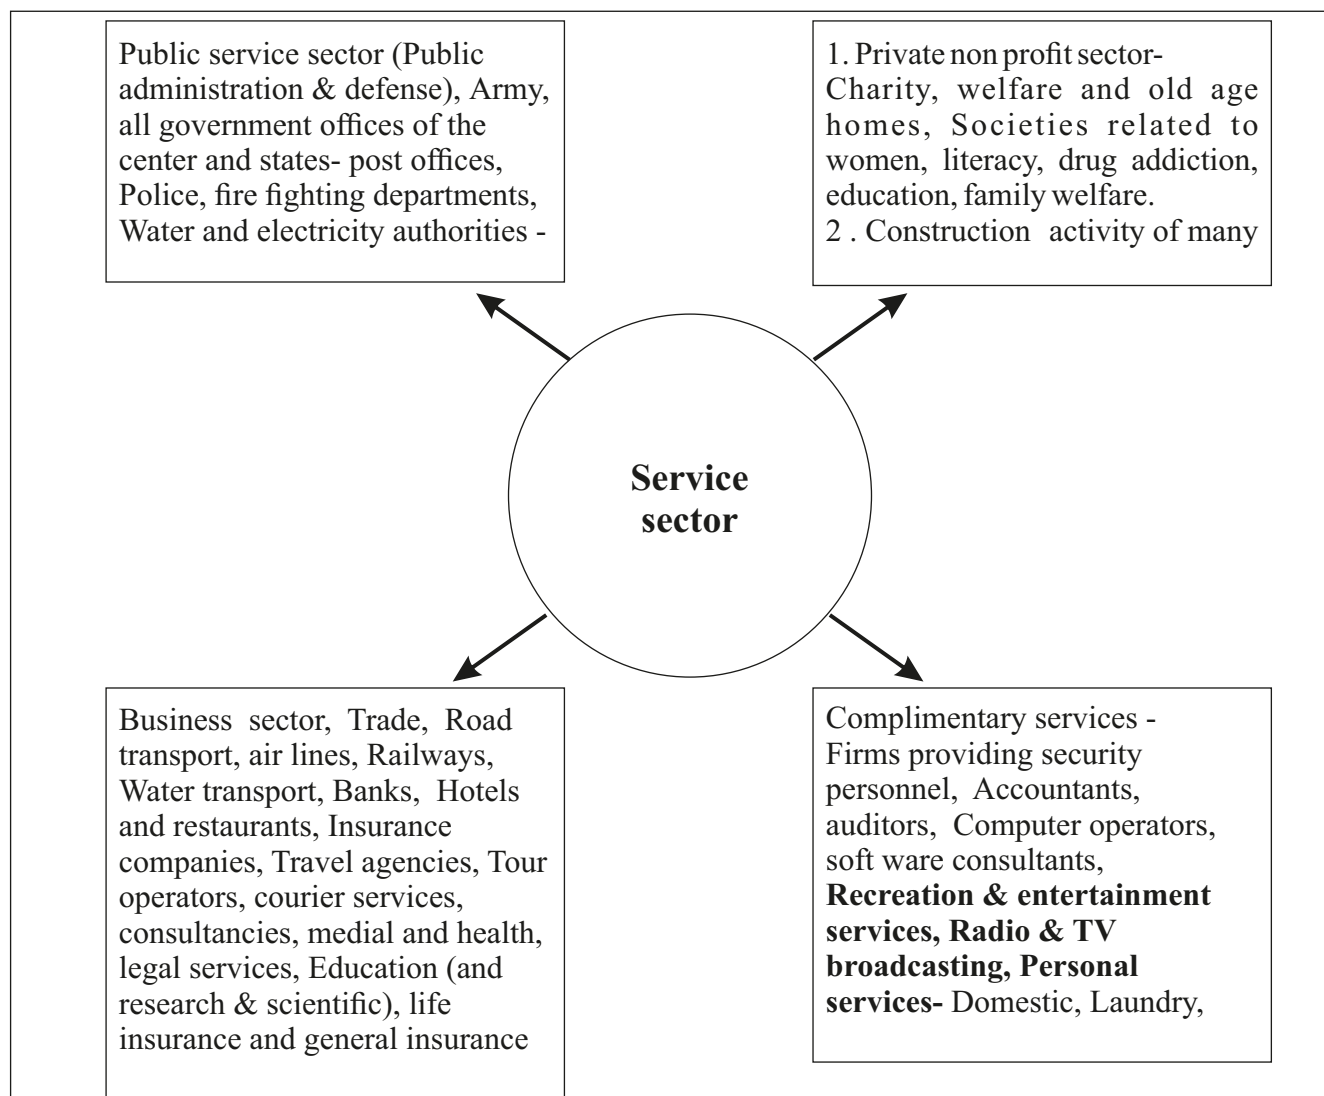 Public service sector (Public
administration & defense), Army,
all government offices of the
center and states- post offices,
Police, fire fighting departments,
Water and electricity authorities -
1. Private non profit sector-
Charity, welfare and old age
homes, Societies related to
women, literacy, drug addiction,
education, family welfare.
2 . Construction activity of many
Service
sector
Business sector, Trade, Road
transport, air lines, Railways,
Water transport, Banks, Hotels
and restaurants, Insurance
companies, Travel agencies, Tour
operators, courier services,
consultancies, medial and health,
legal services, Education (and
research & scientific), life
insurance and general insurance
Complimentary services -
Firms providing security
personnel, Accountants,
auditors, Computer operators,
soft ware consultants,
Recreation & entertainment
services, Radio & TV
broadcasting, Personal
services- Domestic, Laundry,